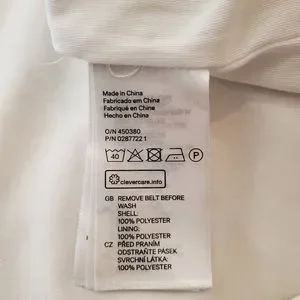 Made in China
Fabricado em China
Fabriqué en China
Hecho en China
O/N 450380
P/N 0287722 1
40 P
clevercare.info
GB REMOVE BELT BEFORE
WASH
SHELL:
100% POLYESTER
LINING:
100% POLYESTER
CZ PŘED PRANÍM
ODSTRAŇTE PÁSEK
SVRCHNÍ LÁTKA:
100% POLYESTER